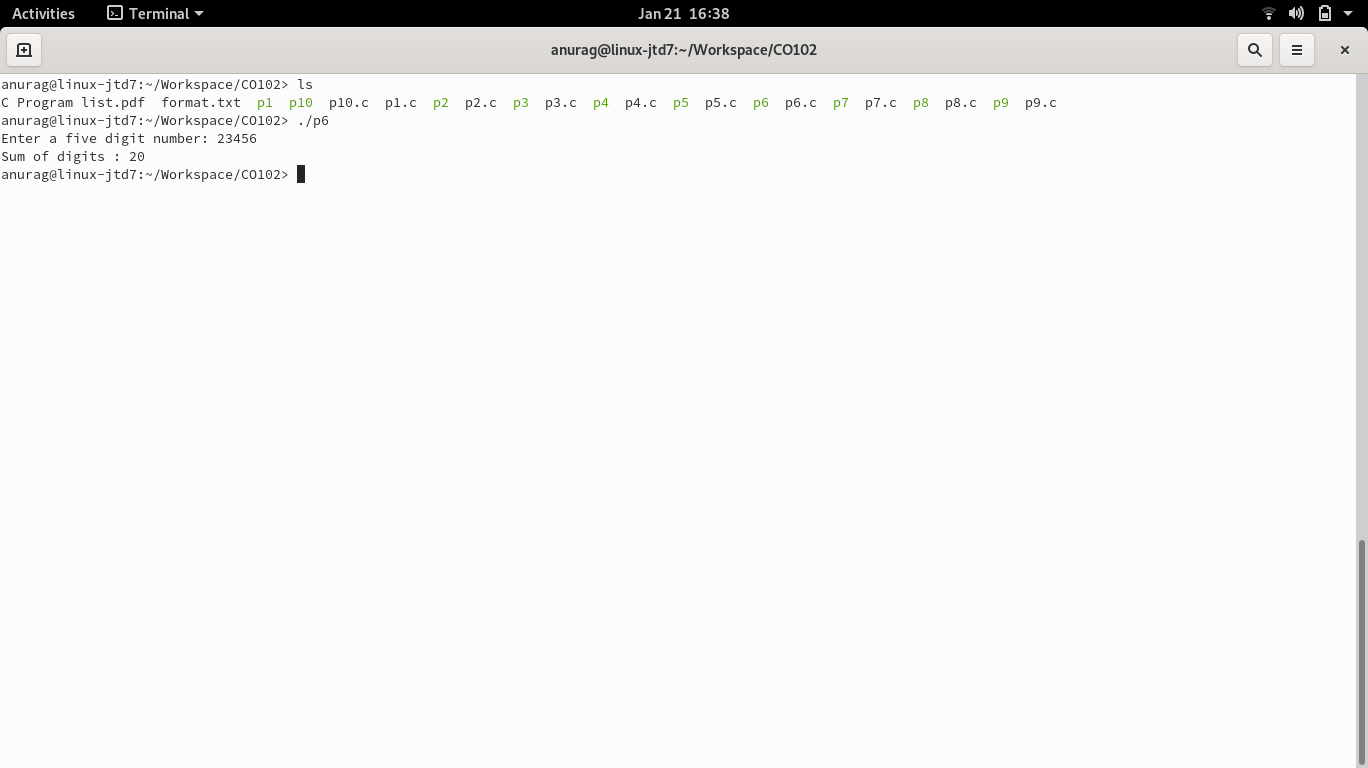 Activities Terminal Jan 21 16:38
anurag@linux-jtd7:~/Workspace/CO102
anurag@linux-jtd7:~/Workspace/CO102> ls
C Program list.pdf  format.txt  p1  p10  p10.c  p1.c  p2  p2.c  p3  p3.c  p4  p4.c  p5  p5.c  p6  p6.c  p7  p7.c  p8  p8.c  p9  p9.c
anurag@linux-jtd7:~/Workspace/CO102> ./p6
Enter a five digit number: 23456
Sum of digits : 20
anurag@linux-jtd7:~/Workspace/CO102>